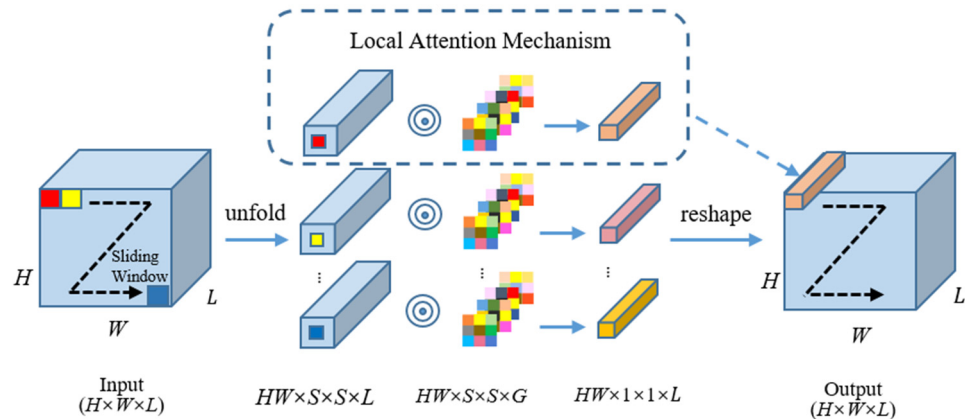 Local Attention Mechanism
unfold
reshape
Sliding
Window
H
L
W
H
L
W
⋮
⋮
⋮
Input
(H×W×L)
HW×S×S×L
HW×S×S×G
HW×1×1×L
Output
(H×W×L)